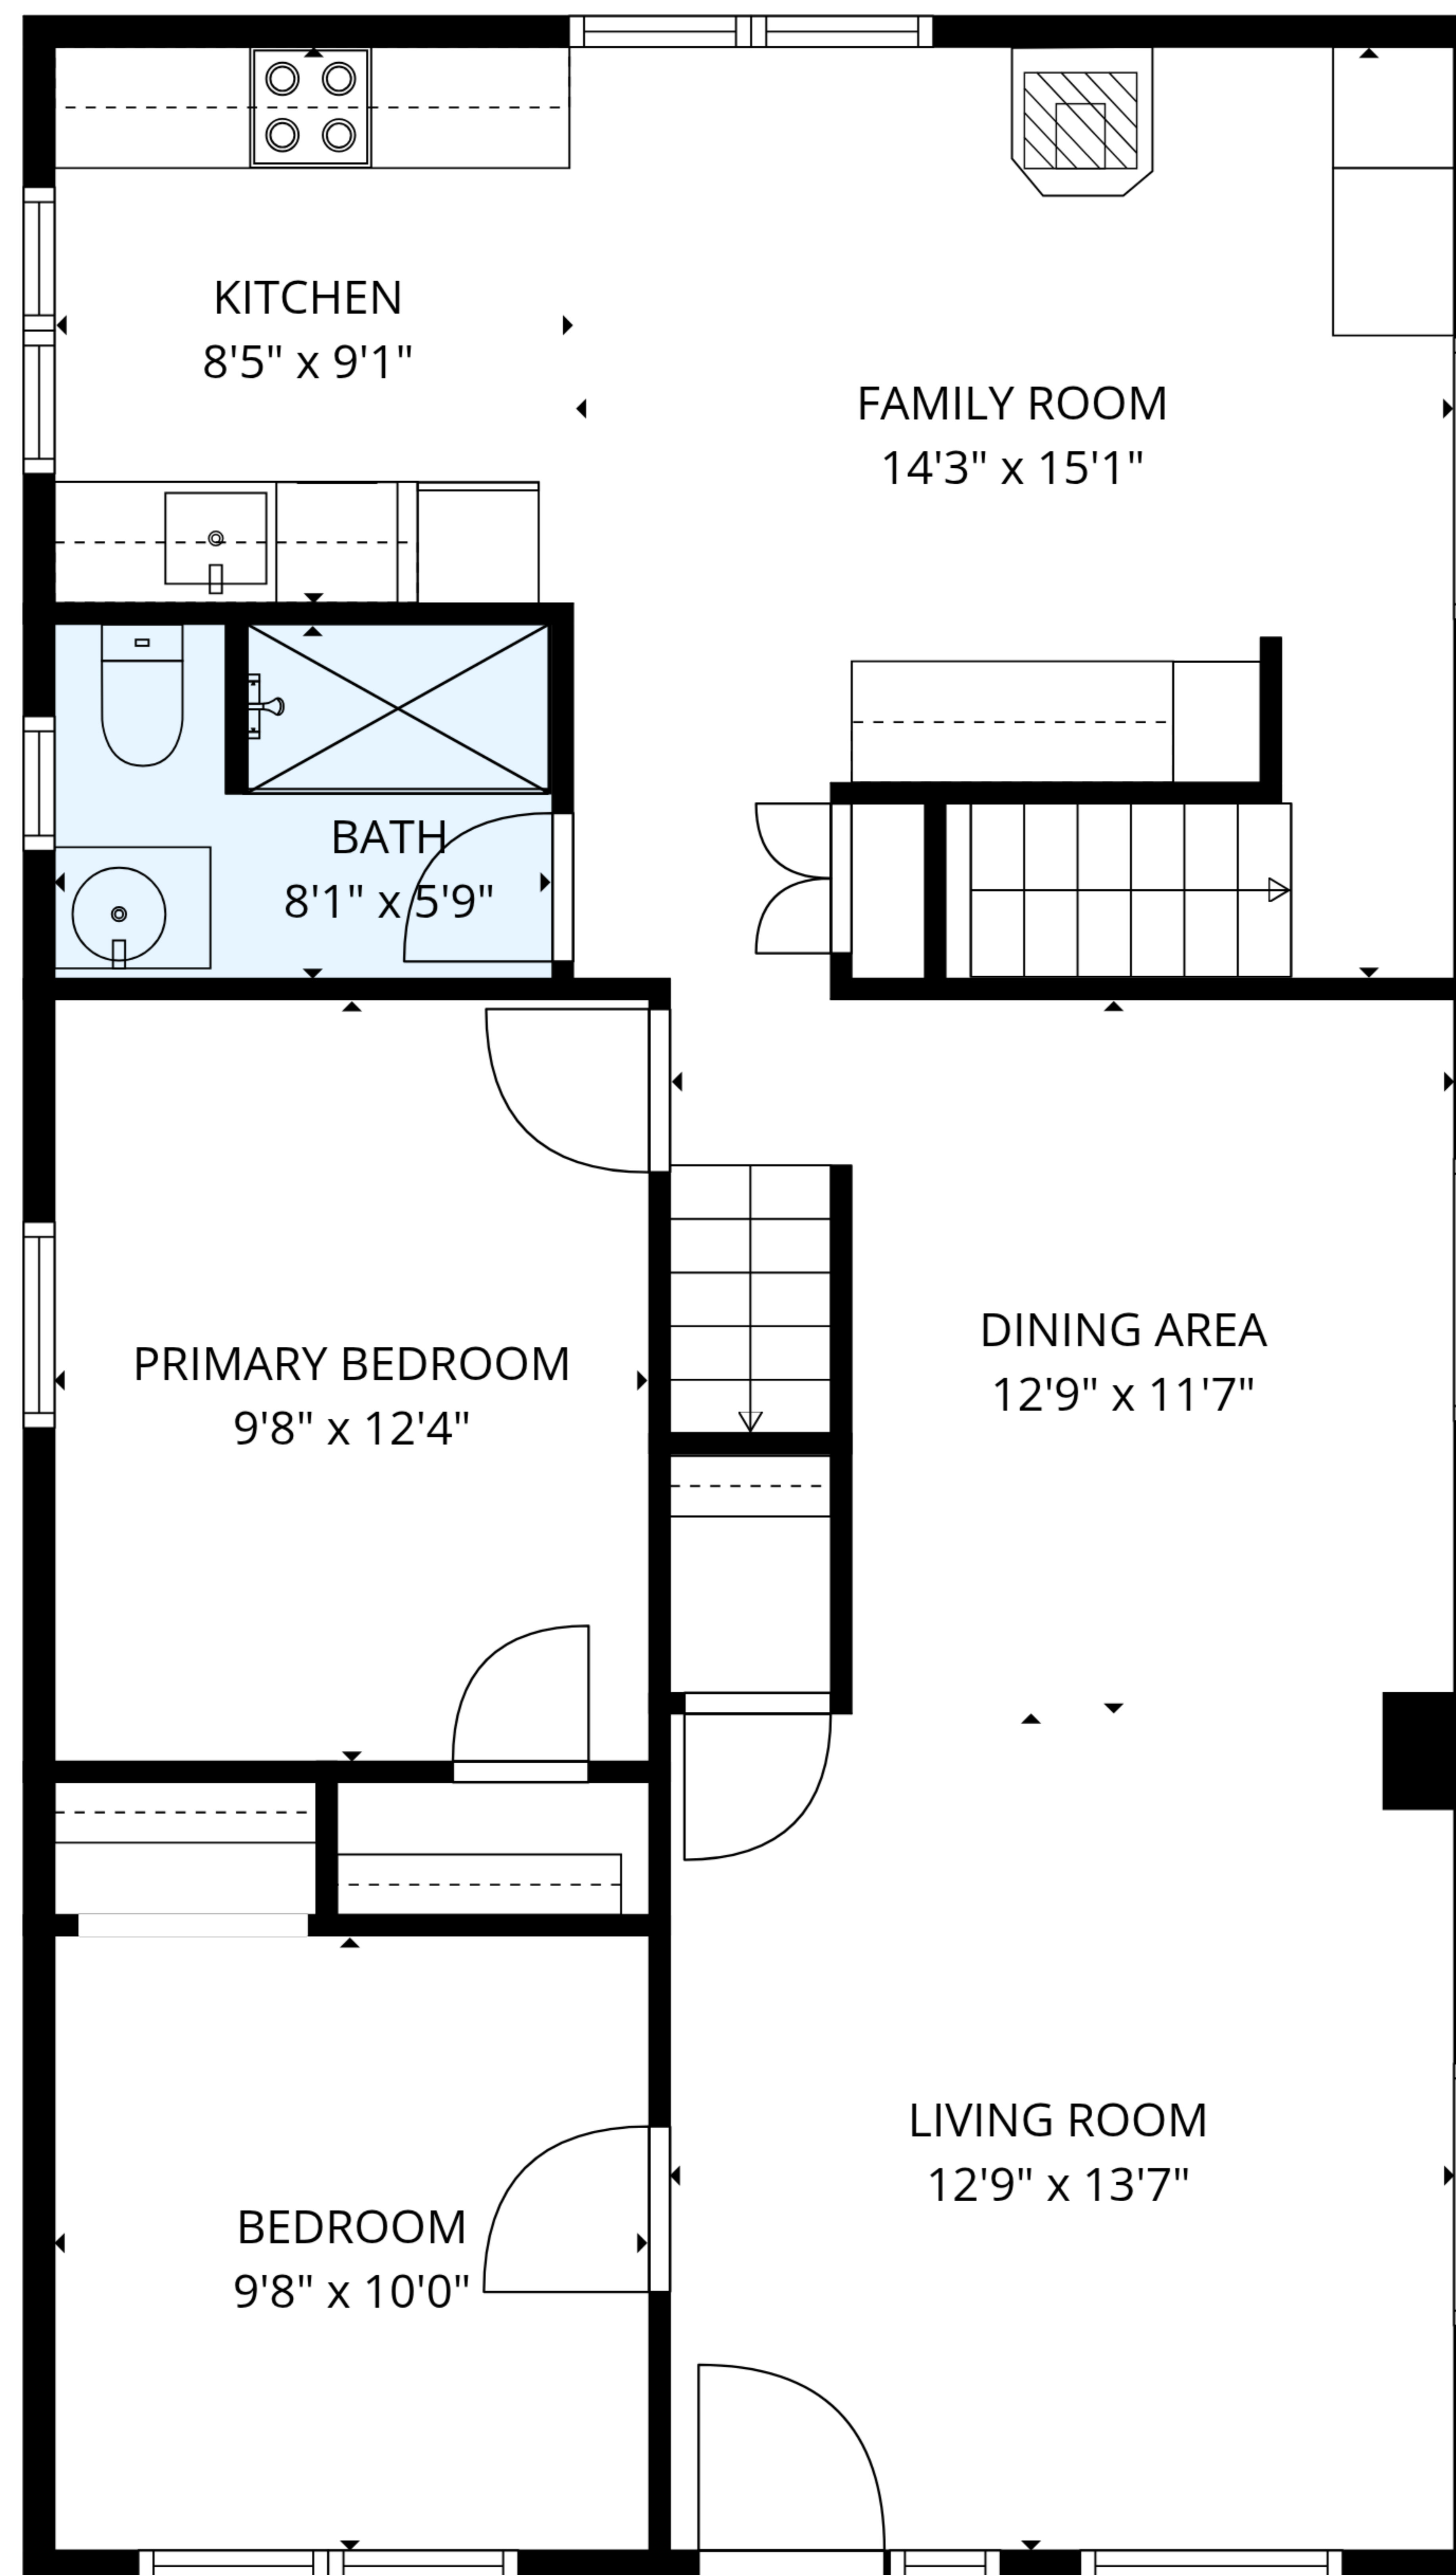 KITCHEN
8'5" x 9'1"
FAMILY ROOM
14'3" x 15'1"
BATH
8'1" x 5'9"
DINING AREA
12'9" x 11'7"
PRIMARY BEDROOM
9'8" x 12'4"
LIVING ROOM
12'9" x 13'7"
BEDROOM
9'8" x 10'0"